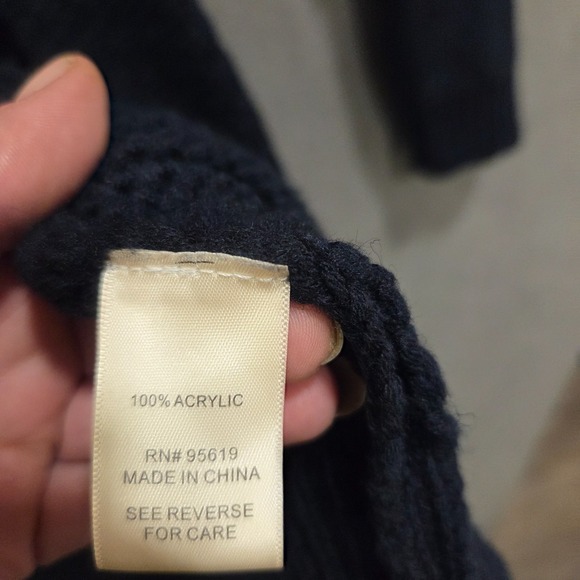 100% ACRYLIC
RN# 95619
MADE IN CHINA
SEE REVERSE
FOR CARE